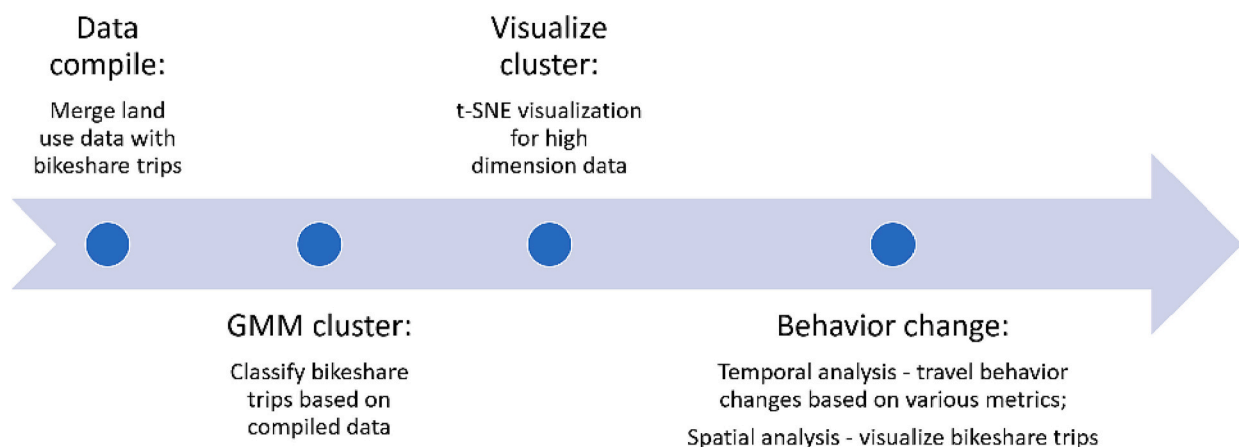 Data
compile:
Merge land
use data with
bikeshare trips
GMM cluster:
Classify bikeshare
trips based on
compiled data
Visualize
cluster:
t-SNE visualization
for high
dimension data
Behavior change:
Temporal analysis - travel behavior
changes based on various metrics;
Spatial analysis - visualize bikeshare trips